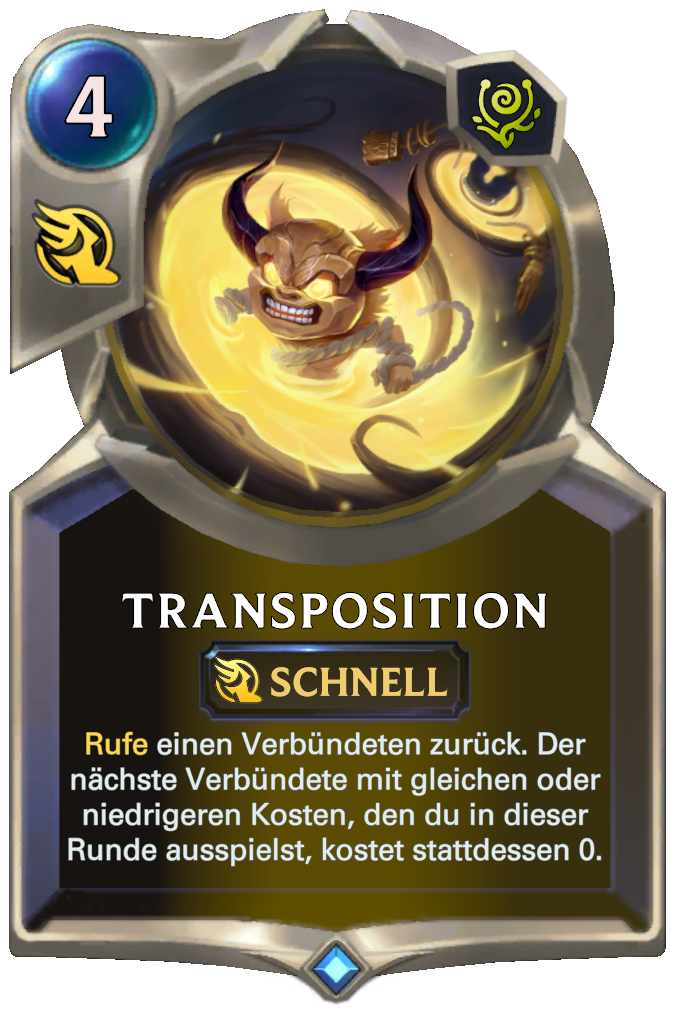 4
TRANSPOSITION
SCHNELL
Rufe einen Verbündeten zurück. Der
nächste Verbündete mit gleichen oder
niedrigeren Kosten, den du in dieser
Runde ausspielst, kostet stattdessen 0.